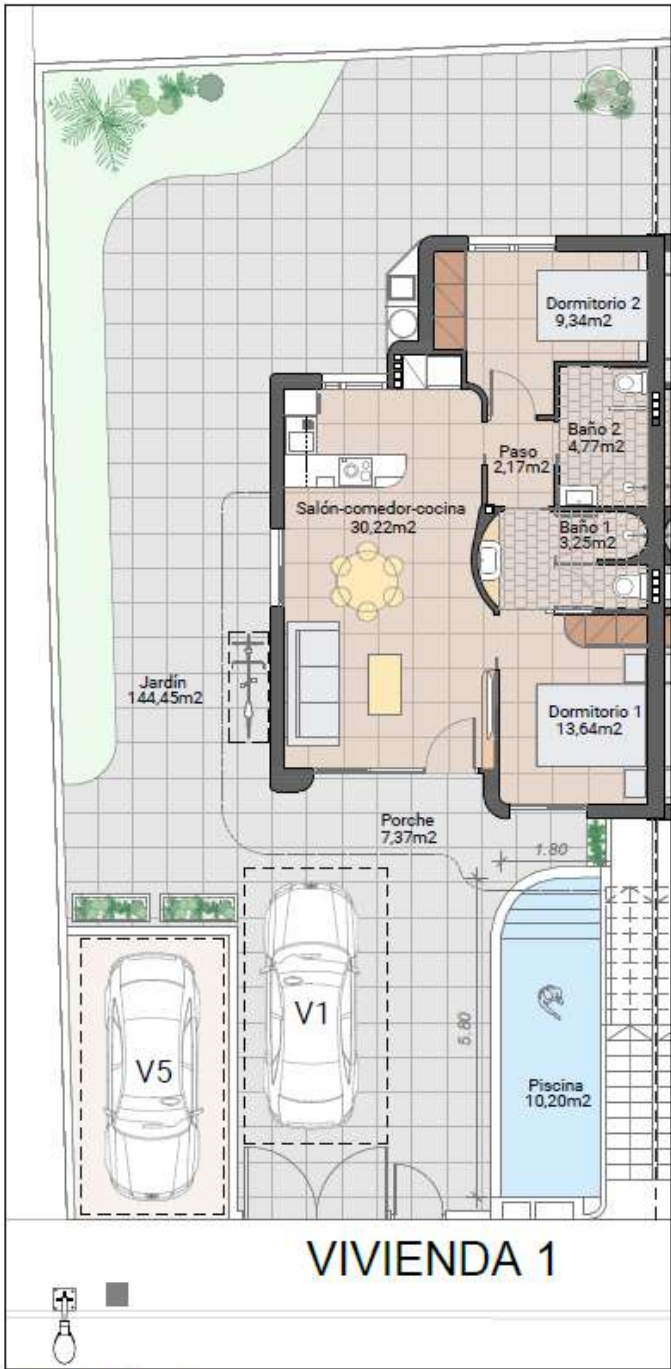 Dormitorio 2
9,34m2
Baño 2
4,77m2
Paso
2,17m2
Salón-comedor-cocina
30,22m2
Baño 1
3,25m2
Jardín
144,45m2
Dormitorio 1
13,64m2
Porche
7,37m2
1.80
V1
5.80
V5
Piscina
10,20m2
VIVIENDA 1